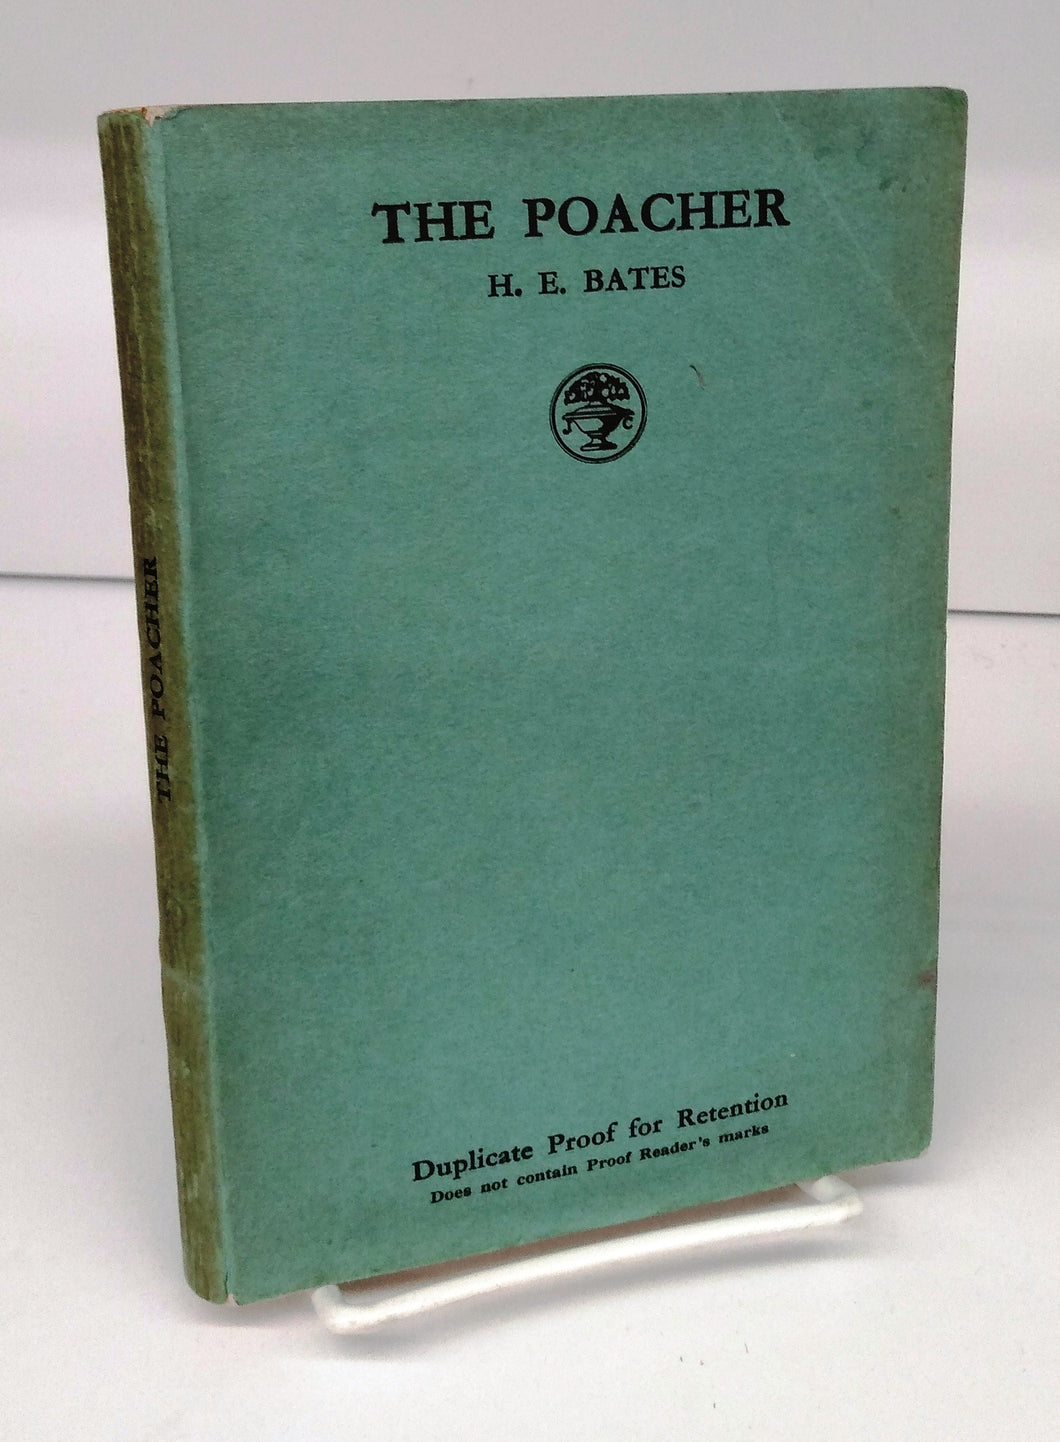 THE POACHER
H. E. BATES
J C
Duplicate Proof for Retention
Does not contain Proof Reader's marks
THE POACHER